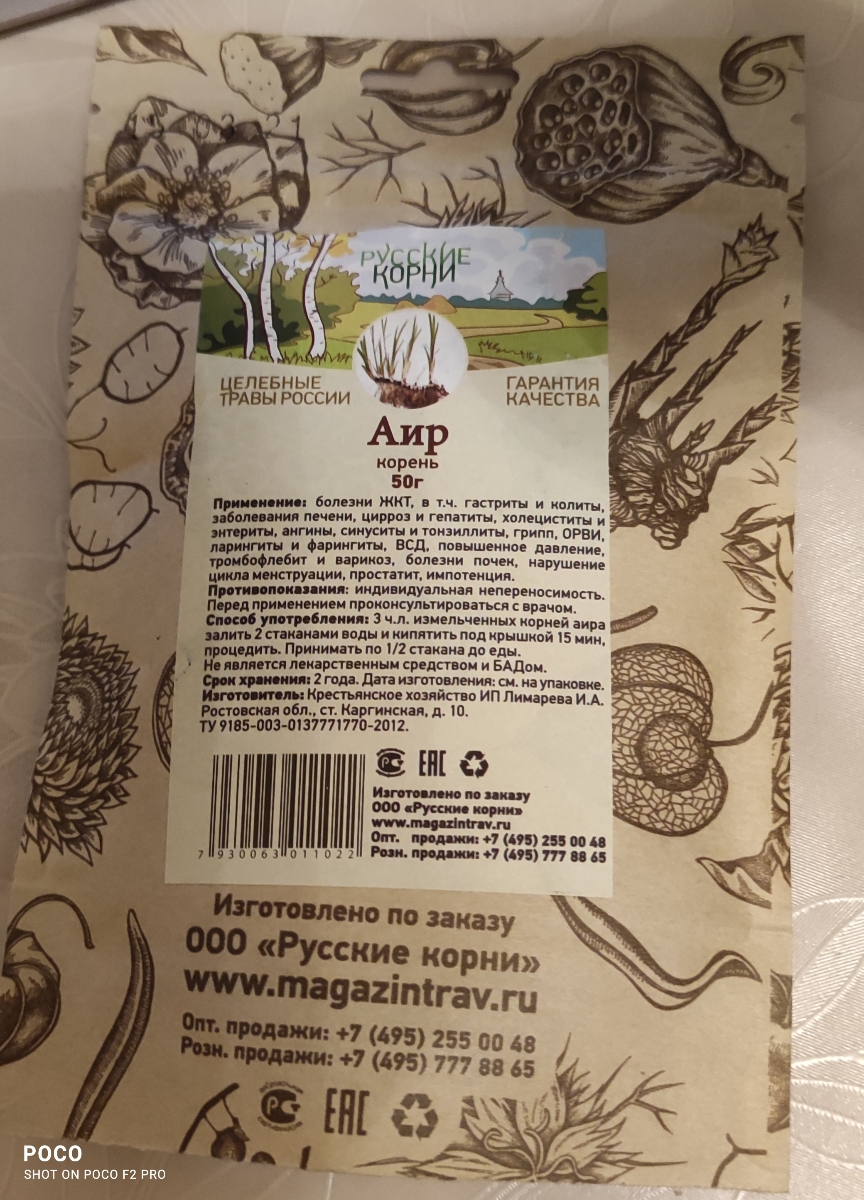 РУССКИЕ
КОРНИ
ЦЕЛЕБНЫЕ
ТРАВЫ РОССИИ
ГАРАНТИЯ
КАЧЕСТВА
Аир
корень
50г
Применение: болезни ЖКТ, в т.ч. гастриты и колиты,
заболевания печени, цирроз и гепатиты, холециститы и
энтериты, ангины, синуситы и тонзиллиты, грипп, ОРВИ,
ларингиты и фарингиты, ВСД, повышенное давление,
тромбофлебит и варикоз, болезни почек, нарушение
цикла менструации, простатит, импотенция.
Противопоказания: индивидуальная непереносимость.
Перед применением проконсультироваться с врачом.
Способ употребления: 3 ч.л. измельченных корней аира
залить 2 стаканами воды и кипятить под крышкой 15 мин,
процедить. Принимать по 1/2 стакана до еды.
Не является лекарственным средством и БАДом.
Срок хранения: 2 года. Дата изготовления: см. на упаковке.
Изготовитель: Крестьянское хозяйство ИП Лимарева И.А.
Ростовская обл., ст. Каргинская, д. 10.
ТУ 9185-003-0137771770-2012.
7 930063 011022
РСТ EAC
Изготовлено по заказу
ООО «Русские корни»
www.magazintrav.ru
Опт. продажи: +7 (495) 255 00 48
Розн. продажи: +7 (495) 777 88 65
Изготовлено по заказу
ООО «Русские корни»
www.magazintrav.ru
Опт. продажи: +7 (495) 255 00 48
Розн. продажи: +7 (495) 777 88 65
РСТ EAC
POCO
SHOT ON POCO F2 PRO